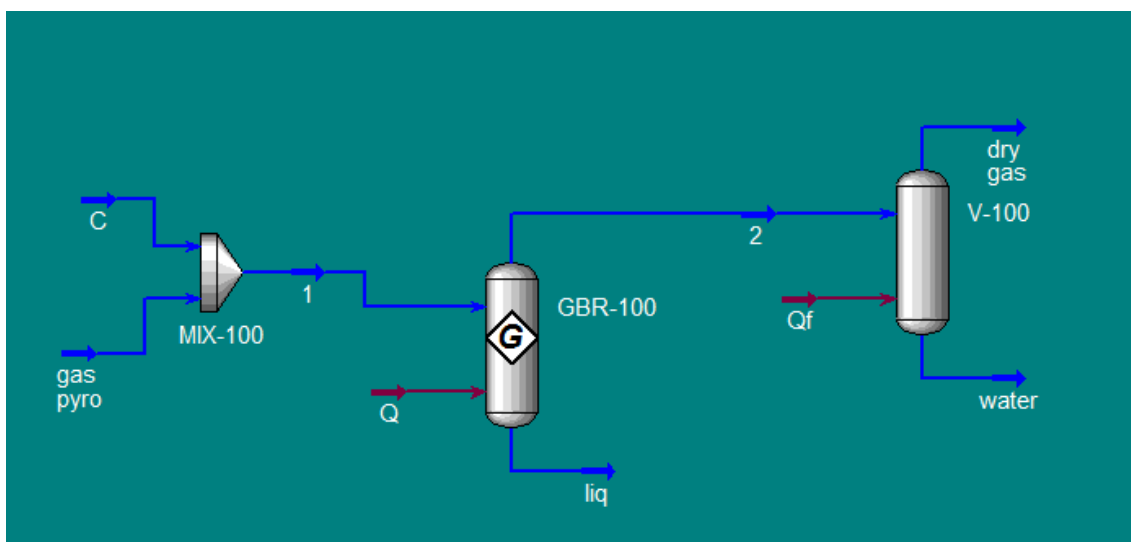 C
gas
pyro
MIX-100
1
Q
G
GBR-100
liq
2
Qf
dry
gas
V-100
water